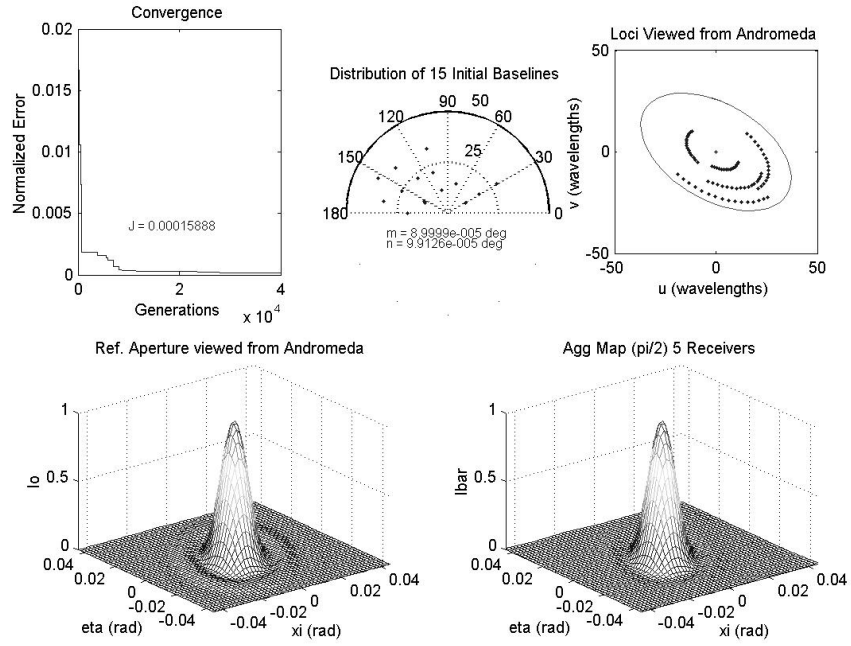 Convergence
0.02
0.015
0.01
0.005
0
Normalized Error
J = 0.00015888
0 2 4
Generations
x 10^4
Distribution of 15 Initial Baselines
90 50
120 60
150 25 30
180 0
m = 8.9999e-005 deg
n = 9.9126e-005 deg
Loci Viewed from Andromeda
50
0
-50
v (wavelengths)
-50 0 50
u (wavelengths)
Ref. Aperture viewed from Andromeda
1
0.5
0
Io
0.04
0.02
0
-0.02
-0.04
eta (rad)
-0.04
-0.02
0
0.02
0.04
xi (rad)
Agg Map (pi/2) 5 Receivers
1
0.5
0
Ibar
0.04
0.02
0
-0.02
-0.04
eta (rad)
-0.04
-0.02
0
0.02
0.04
xi (rad)